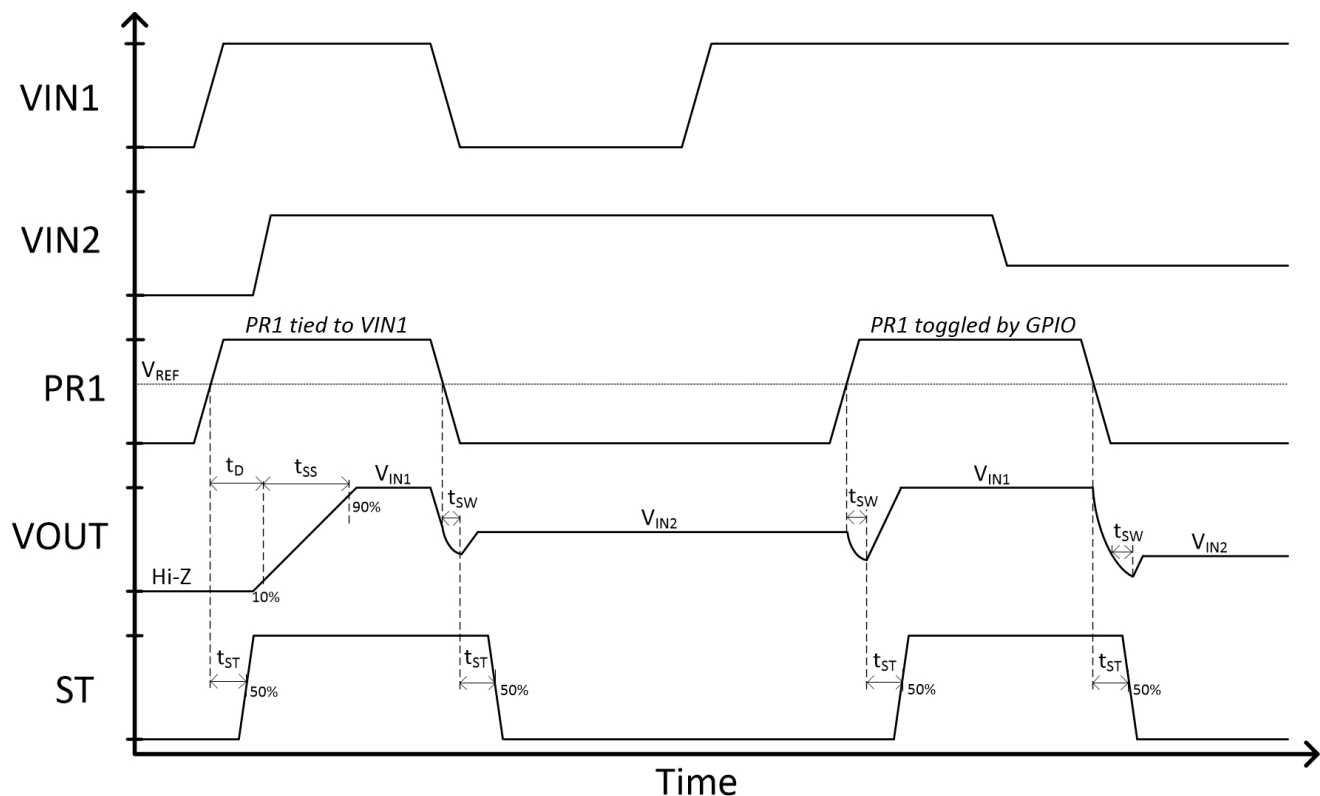 VIN1
VIN2
PR1 tied to VIN1
PR1 toggled by GPIO
VREF
PR1
tD
tSS
VIN1
90%
tSW
VIN2
tSW
VIN1
tSW
VIN2
VOUT
Hi-Z
10%
tST
50%
tST
50%
tST
50%
tST
50%
ST
Time